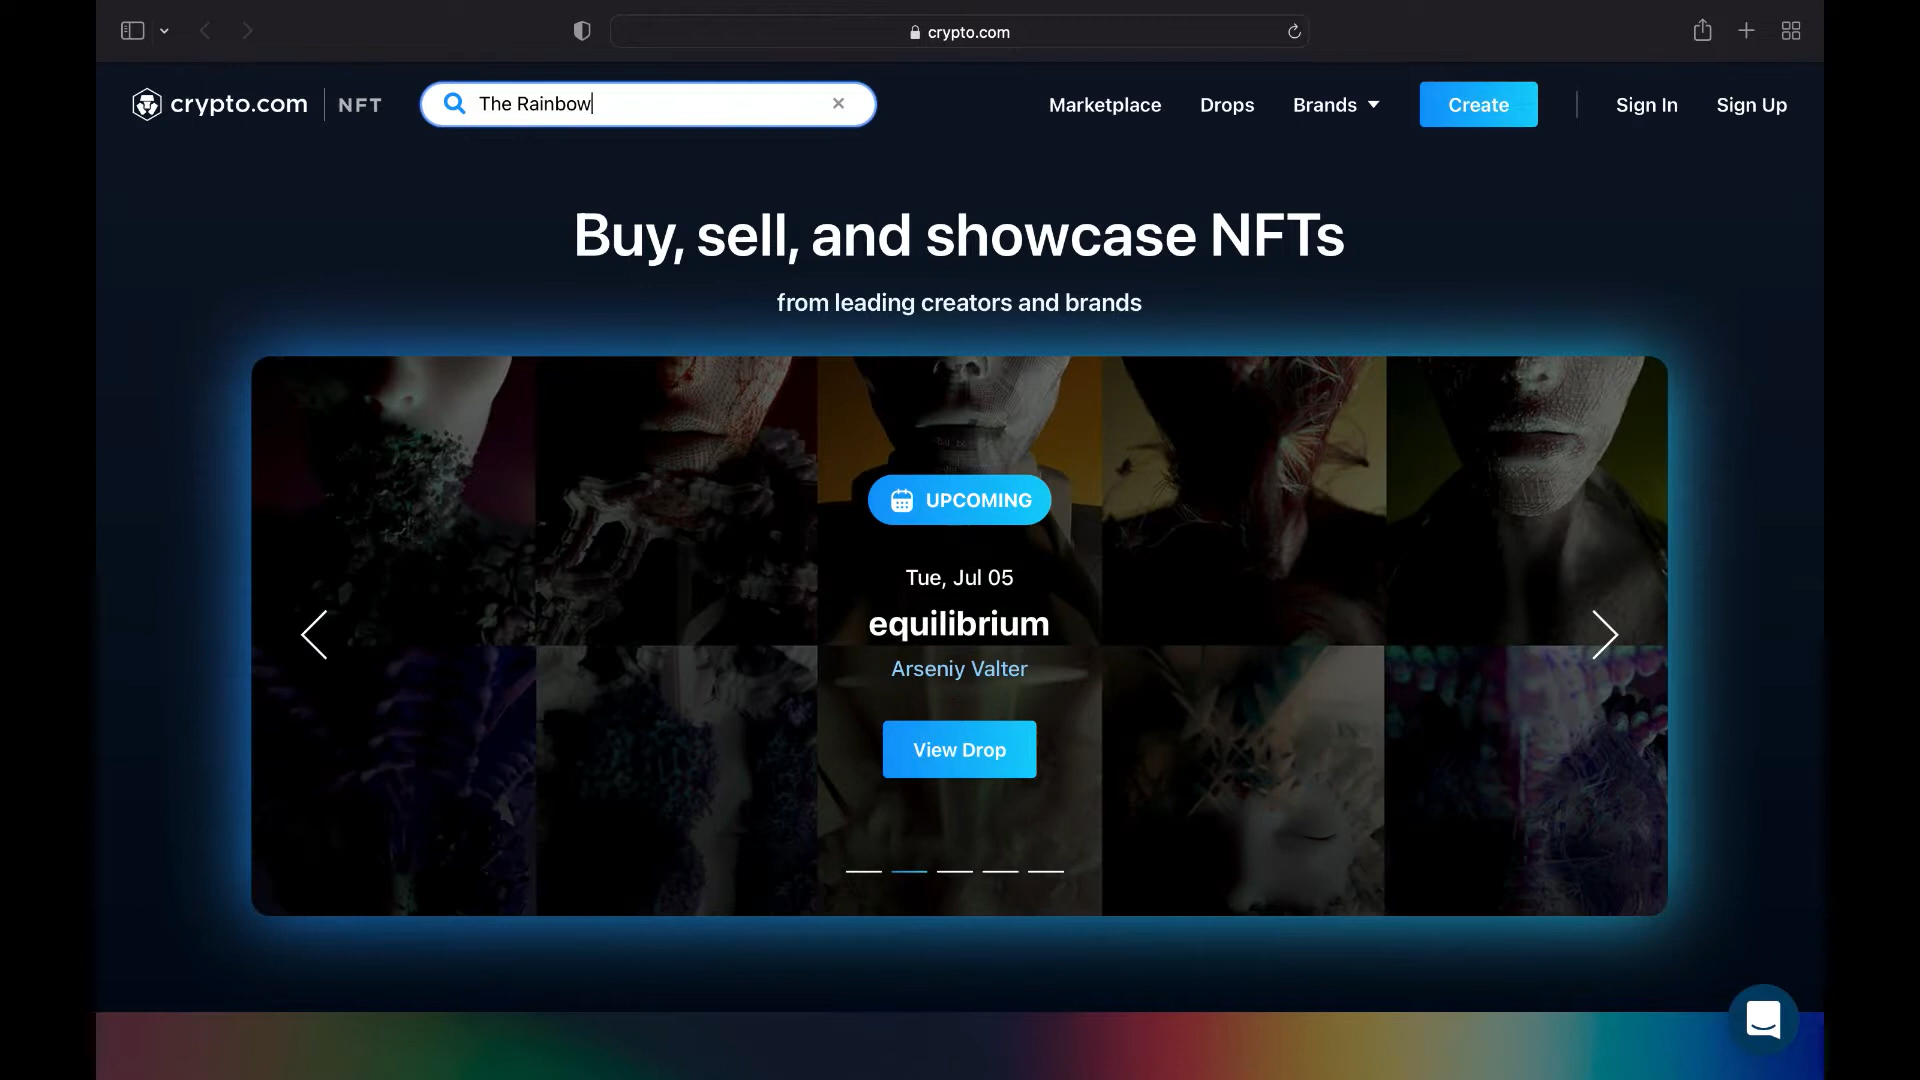 crypto.com
crypto.com | NFT
The Rainbow
Marketplace
Drops
Brands
Create
Sign In
Sign Up
Buy, sell, and showcase NFTs
from leading creators and brands
UPCOMING
Tue, Jul 05
equilibrium
Arseniy Valter
View Drop